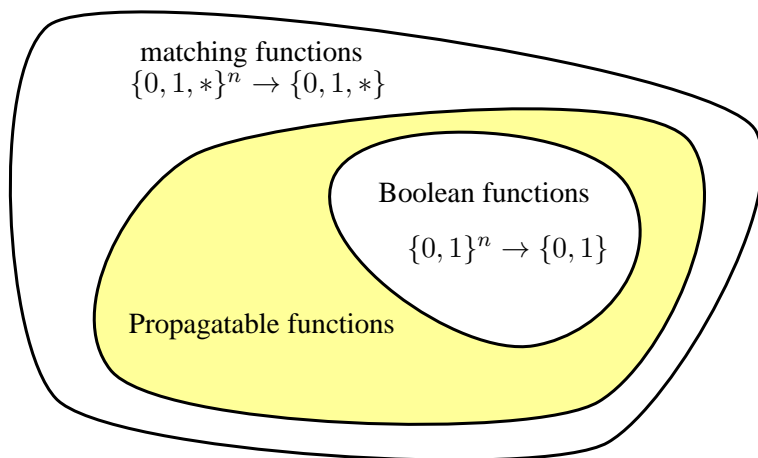 matching functions
{0, 1, ∗}ⁿ → {0, 1, ∗}
Boolean functions
{0, 1}ⁿ → {0, 1}
Propagatable functions